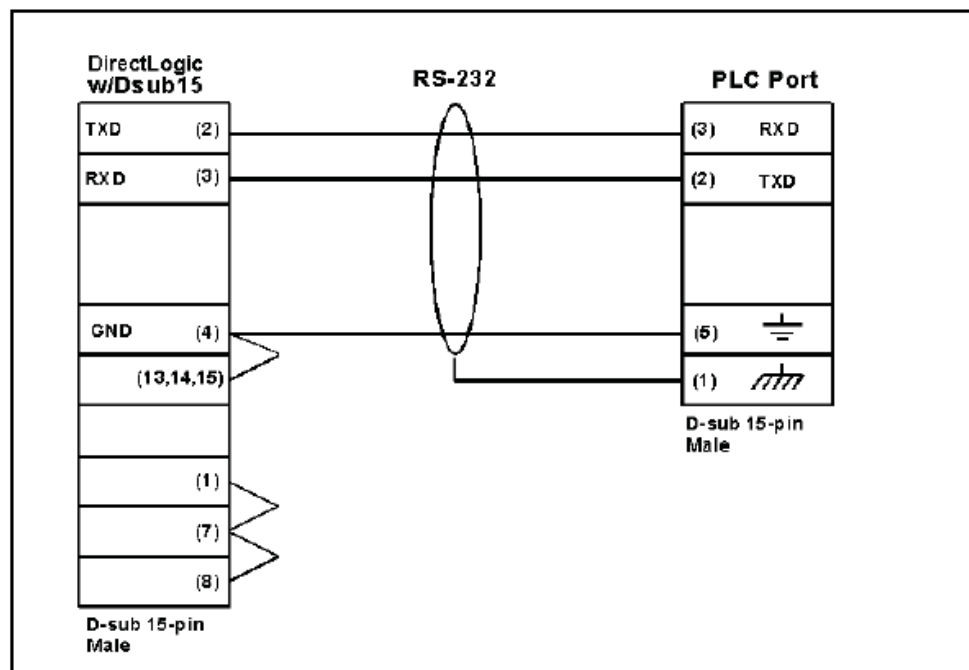 DirectLogic
w/Dsub15
RS-232
PLC Port
TXD (2)
(3) RXD
RXD (3)
(2) TXD
GND (4)
(5)
(13,14,15)
(1)
D-sub 15-pin
Male
(1)
(7)
(8)
D-sub 15-pin
Male